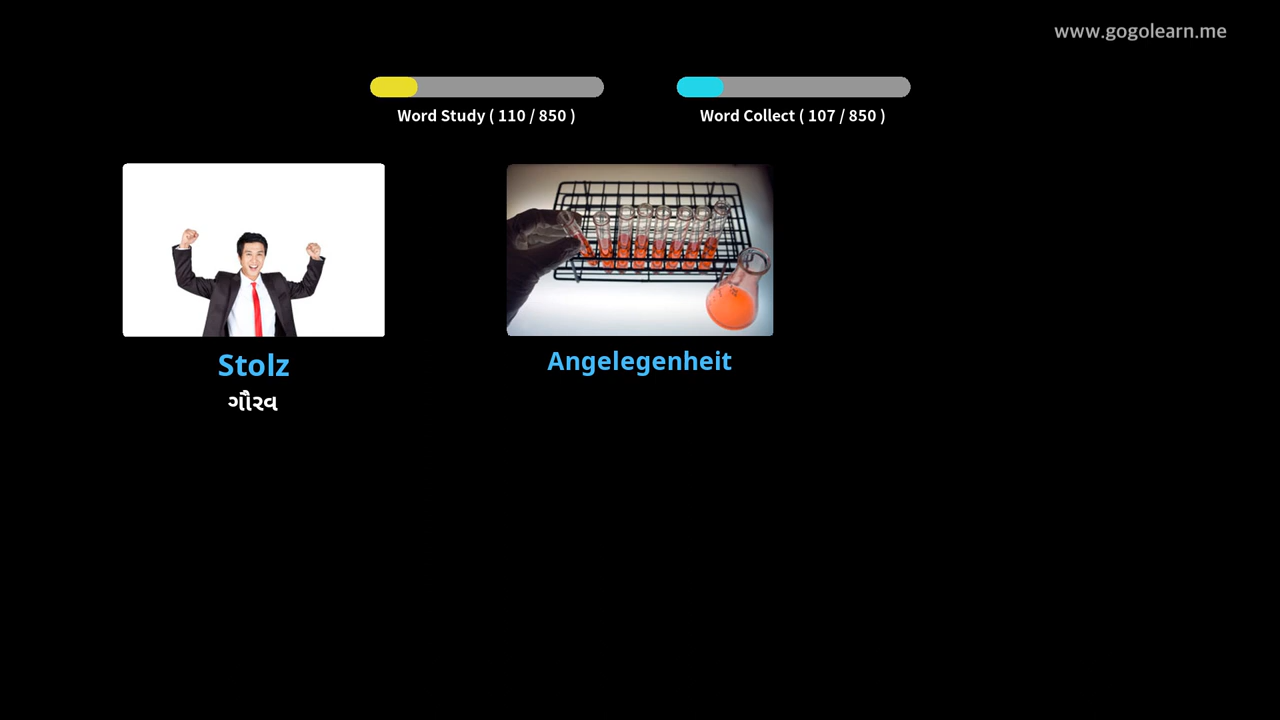 www.gogolearn.me
Word Study ( 110 / 850 )
Word Collect ( 107 / 850 )
Stolz
ગૌરવ
Angelegenheit